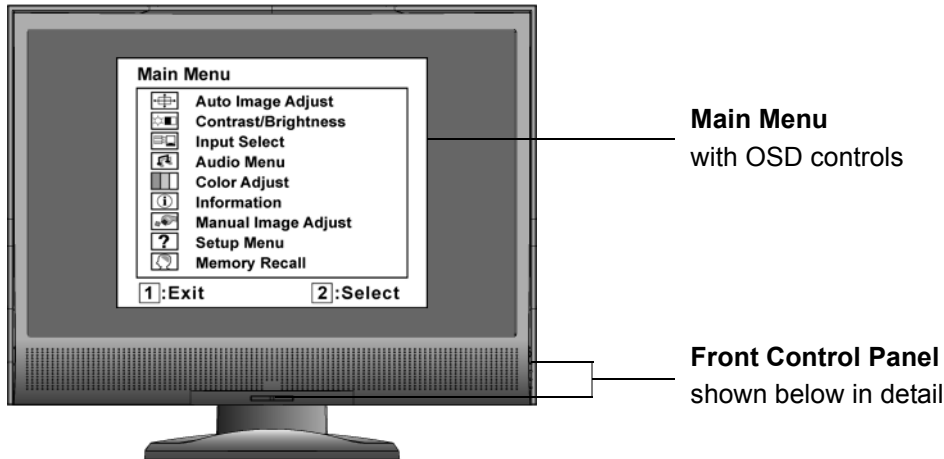 Main Menu
Auto Image Adjust
Contrast/Brightness
Input Select
Audio Menu
Color Adjust
Information
Manual Image Adjust
? Setup Menu
Memory Recall
1:Exit 2:Select
Main Menu
with OSD controls
Front Control Panel
shown below in detail